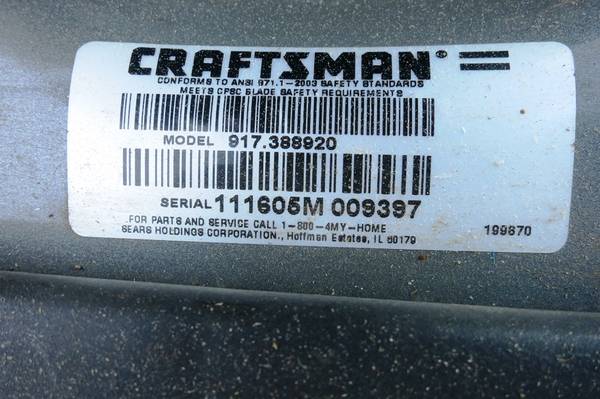 CRAFTSMAN®
CONFORMS TO ANSI B71.1-2003 SAFETY STANDARDS
MEETS CPSC BLADE SAFETY REQUIREMENTS
MODEL 917.388920
SERIAL 111605M 009397
FOR PARTS AND SERVICE CALL 1-800-4MY-HOME
SEARS HOLDINGS CORPORATION., Hoffman Estates, IL 60179
199870